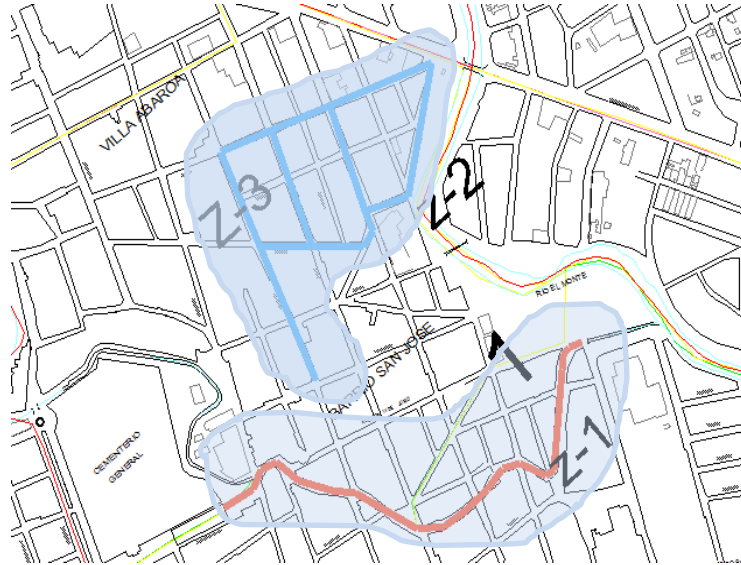 VILLA ABAROA
Z-3
Z-2
RIO EL MONTE
BARRIO SAN JOSE
1
CEMENTERIO
GENERAL
Z-1